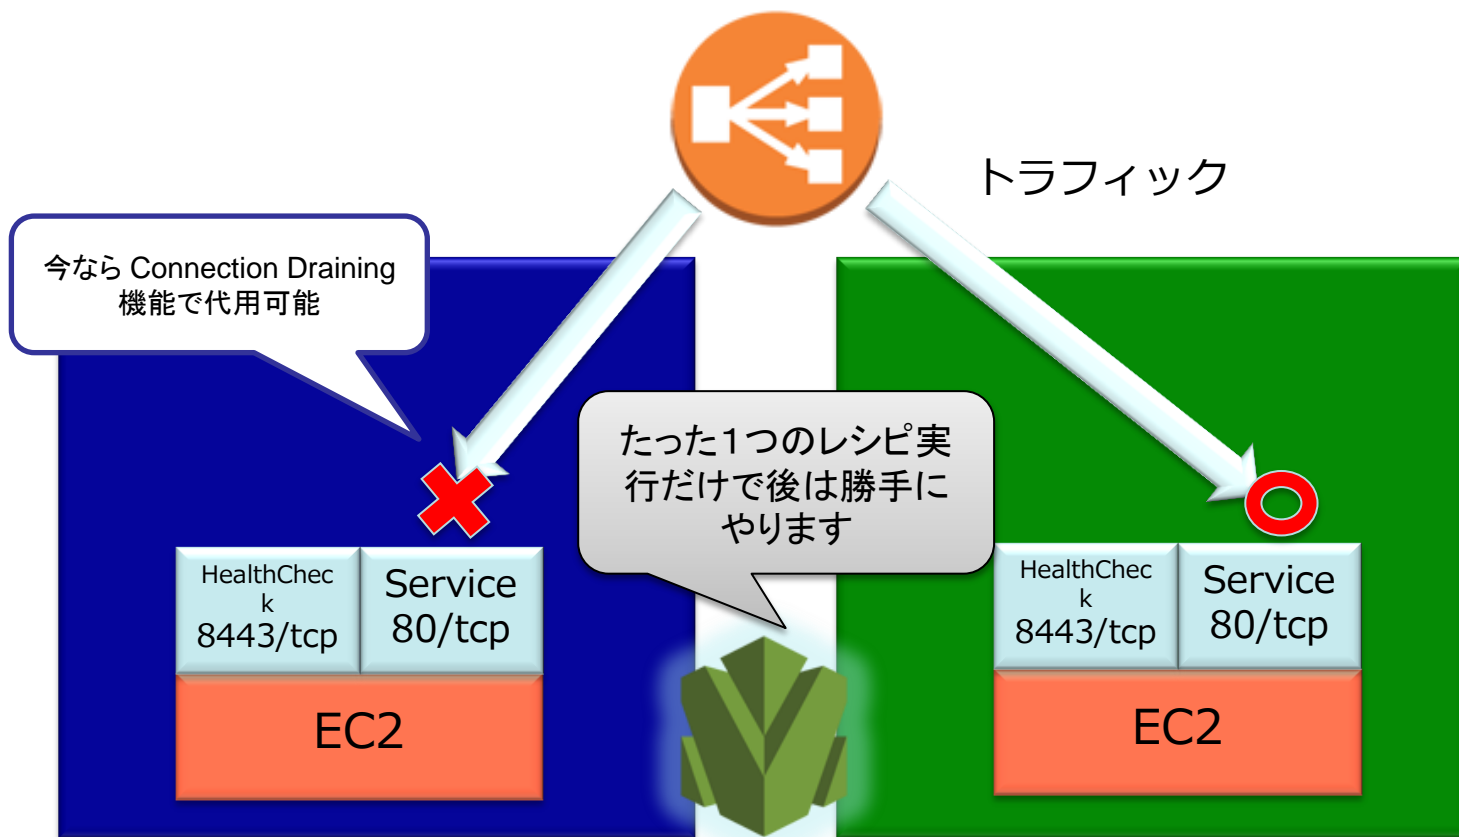 トラフィック
今なら Connection Draining
機能で代用可能
たった１つのレシピ実
行だけで後は勝手に
やります
HealthChec
k
8443/tcp
Service
80/tcp
EC2
HealthChec
k
8443/tcp
Service
80/tcp
EC2